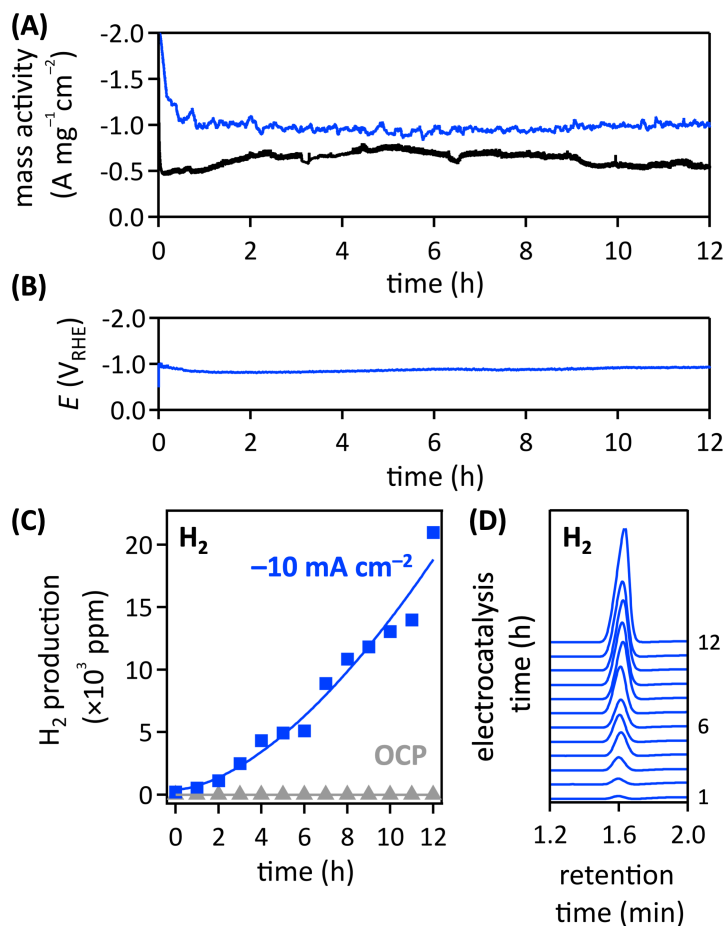 (A)
mass activity
(A mg⁻¹ cm⁻²)
-2.0
-1.5
-1.0
-0.5
0.0
0 2 4 6 8 10 12
time (h)
(B)
E (V_RHE)
-2.0
-1.0
0.0
0 2 4 6 8 10 12
time (h)
(C)
H₂
–10 mA cm⁻²
OCP
H₂ production
(×10³ ppm)
20
15
10
5
0
0 2 4 6 8 10 12
time (h)
(D)
H₂
electrocatalysis
time (h)
12
6
1
1.2 1.6 2.0
retention
time (min)